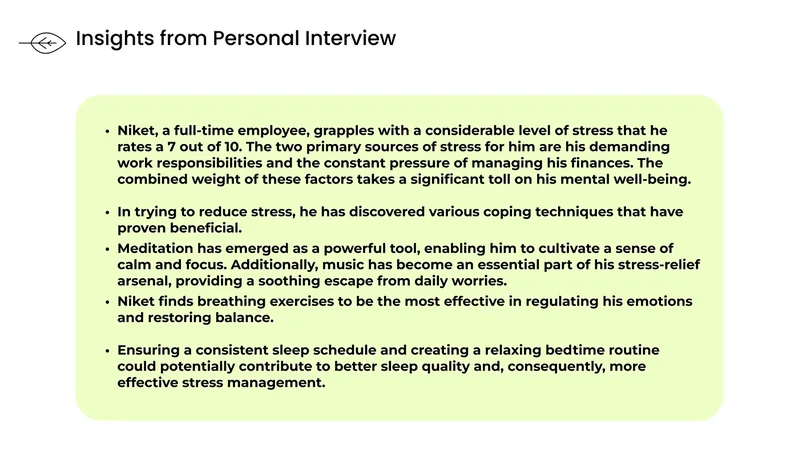 Insights from Personal Interview
• Niket, a full-time employee, grapples with a considerable level of stress that he
rates a 7 out of 10. The two primary sources of stress for him are his demanding
work responsibilities and the constant pressure of managing his finances. The
combined weight of these factors takes a significant toll on his mental well-being.
• In trying to reduce stress, he has discovered various coping techniques that have
proven beneficial.
• Meditation has emerged as a powerful tool, enabling him to cultivate a sense of
calm and focus. Additionally, music has become an essential part of his stress-relief
arsenal, providing a soothing escape from daily worries.
• Niket finds breathing exercises to be the most effective in regulating his emotions
and restoring balance.
• Ensuring a consistent sleep schedule and creating a relaxing bedtime routine
could potentially contribute to better sleep quality and, consequently, more
effective stress management.